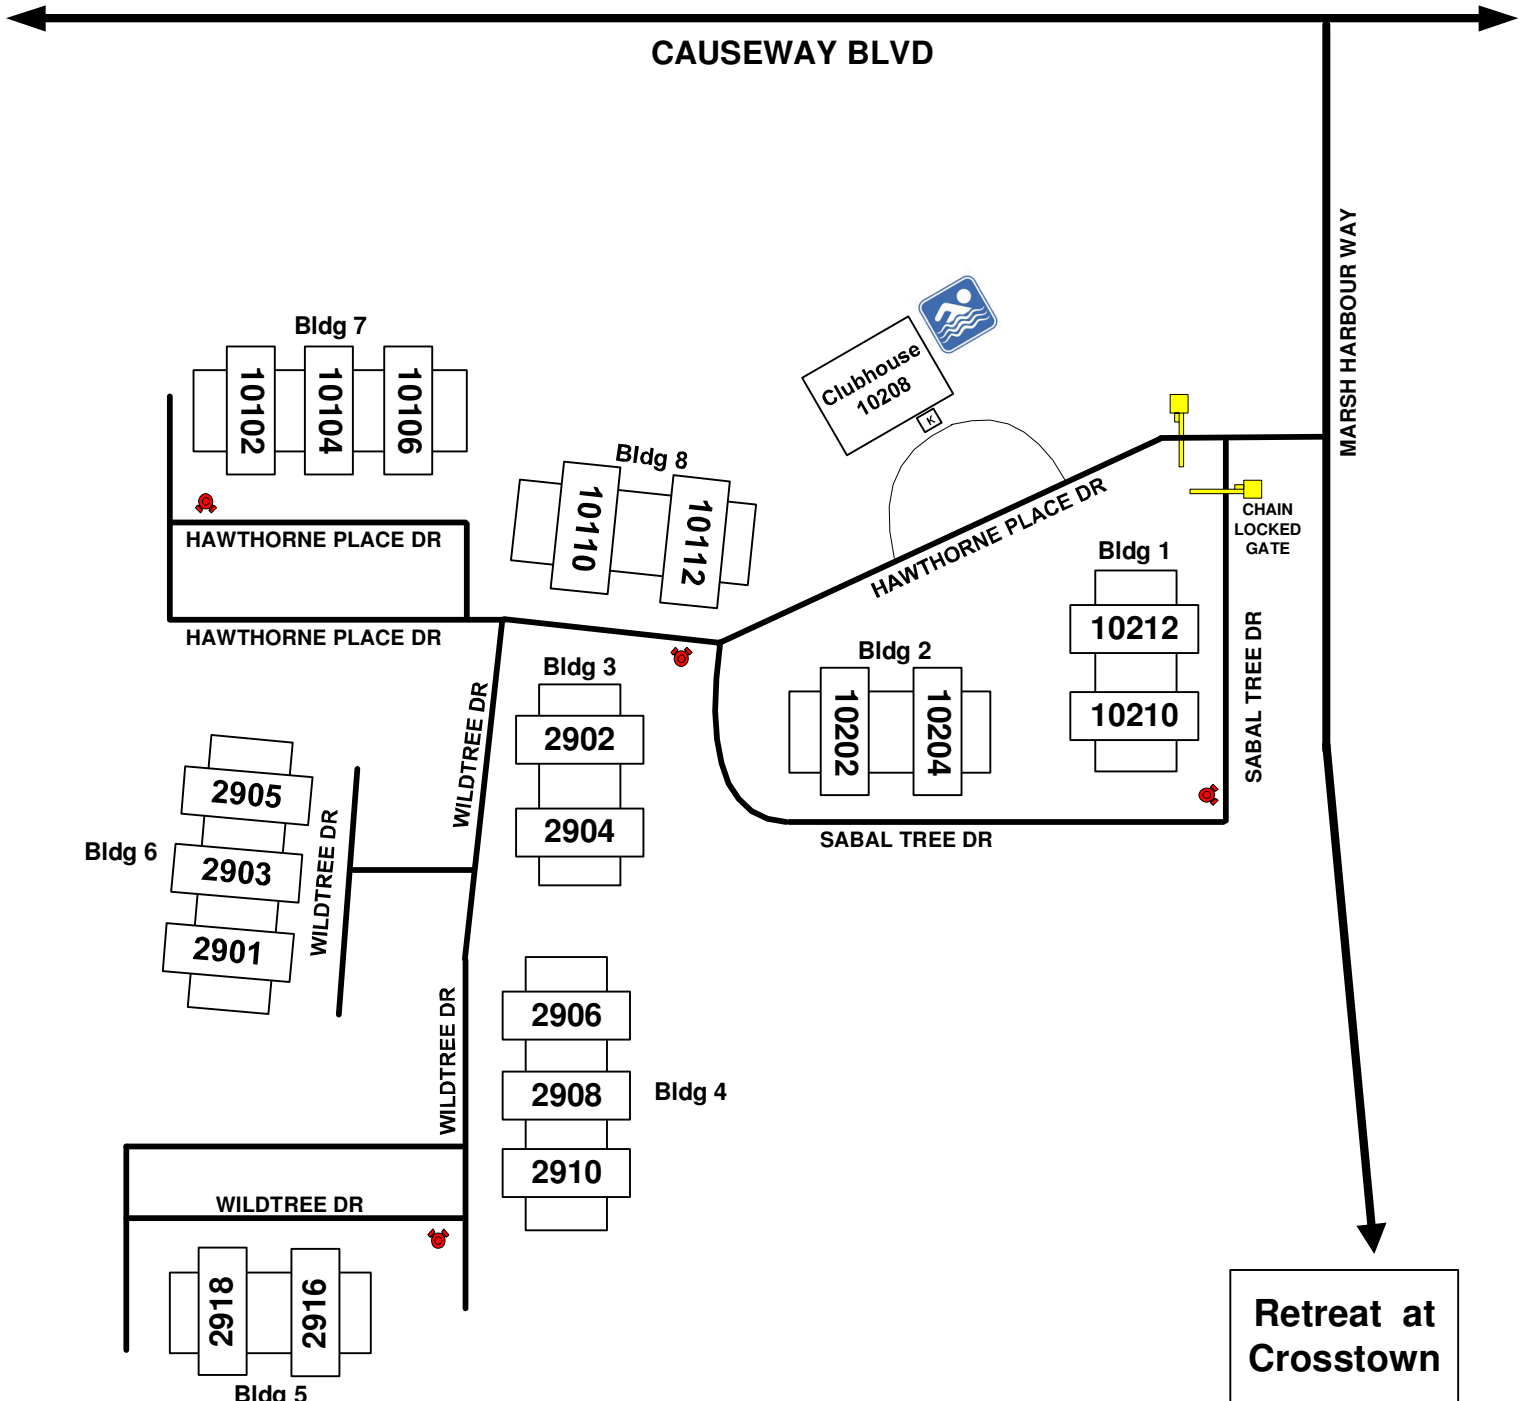 CAUSEWAY BLVD
MARSH HARBOUR WAY
Bldg 7
10102
10104
10106
HAWTHORNE PLACE DR
HAWTHORNE PLACE DR
Bldg 8
10110
10112
Clubhouse
10208
K
HAWTHORNE PLACE DR
CHAIN
LOCKED
GATE
Bldg 1
10212
10210
SABAL TREE DR
Bldg 2
10202
10204
SABAL TREE DR
Bldg 3
2902
2904
WILDTREE DR
Bldg 6
2905
2903
2901
WILDTREE DR
WILDTREE DR
2906
2908
2910
Bldg 4
WILDTREE DR
2918
2916
Bldg 5
Retreat at
Crosstown